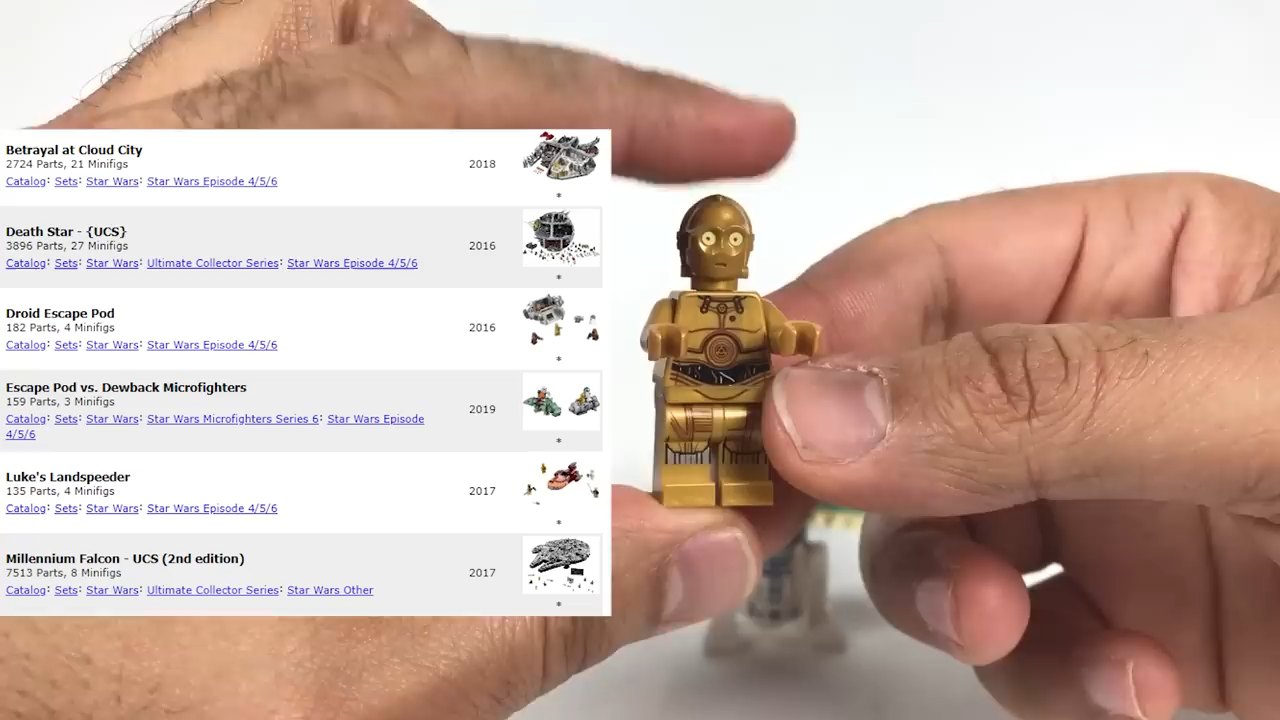 Betrayal at Cloud City
2724 Parts, 21 Minifigs
2018
Catalog: Sets: Star Wars: Star Wars Episode 4/5/6
*
Death Star - {UCS}
3896 Parts, 27 Minifigs
2016
Catalog: Sets: Star Wars: Ultimate Collector Series: Star Wars Episode 4/5/6
*
Droid Escape Pod
182 Parts, 4 Minifigs
2016
Catalog: Sets: Star Wars: Star Wars Episode 4/5/6
*
Escape Pod vs. Dewback Microfighters
159 Parts, 3 Minifigs
2019
Catalog: Sets: Star Wars: Star Wars Microfighters Series 6: Star Wars Episode
4/5/6
*
Luke's Landspeeder
135 Parts, 4 Minifigs
2017
Catalog: Sets: Star Wars: Star Wars Episode 4/5/6
*
Millennium Falcon - UCS (2nd edition)
7513 Parts, 8 Minifigs
2017
Catalog: Sets: Star Wars: Ultimate Collector Series: Star Wars Other
*